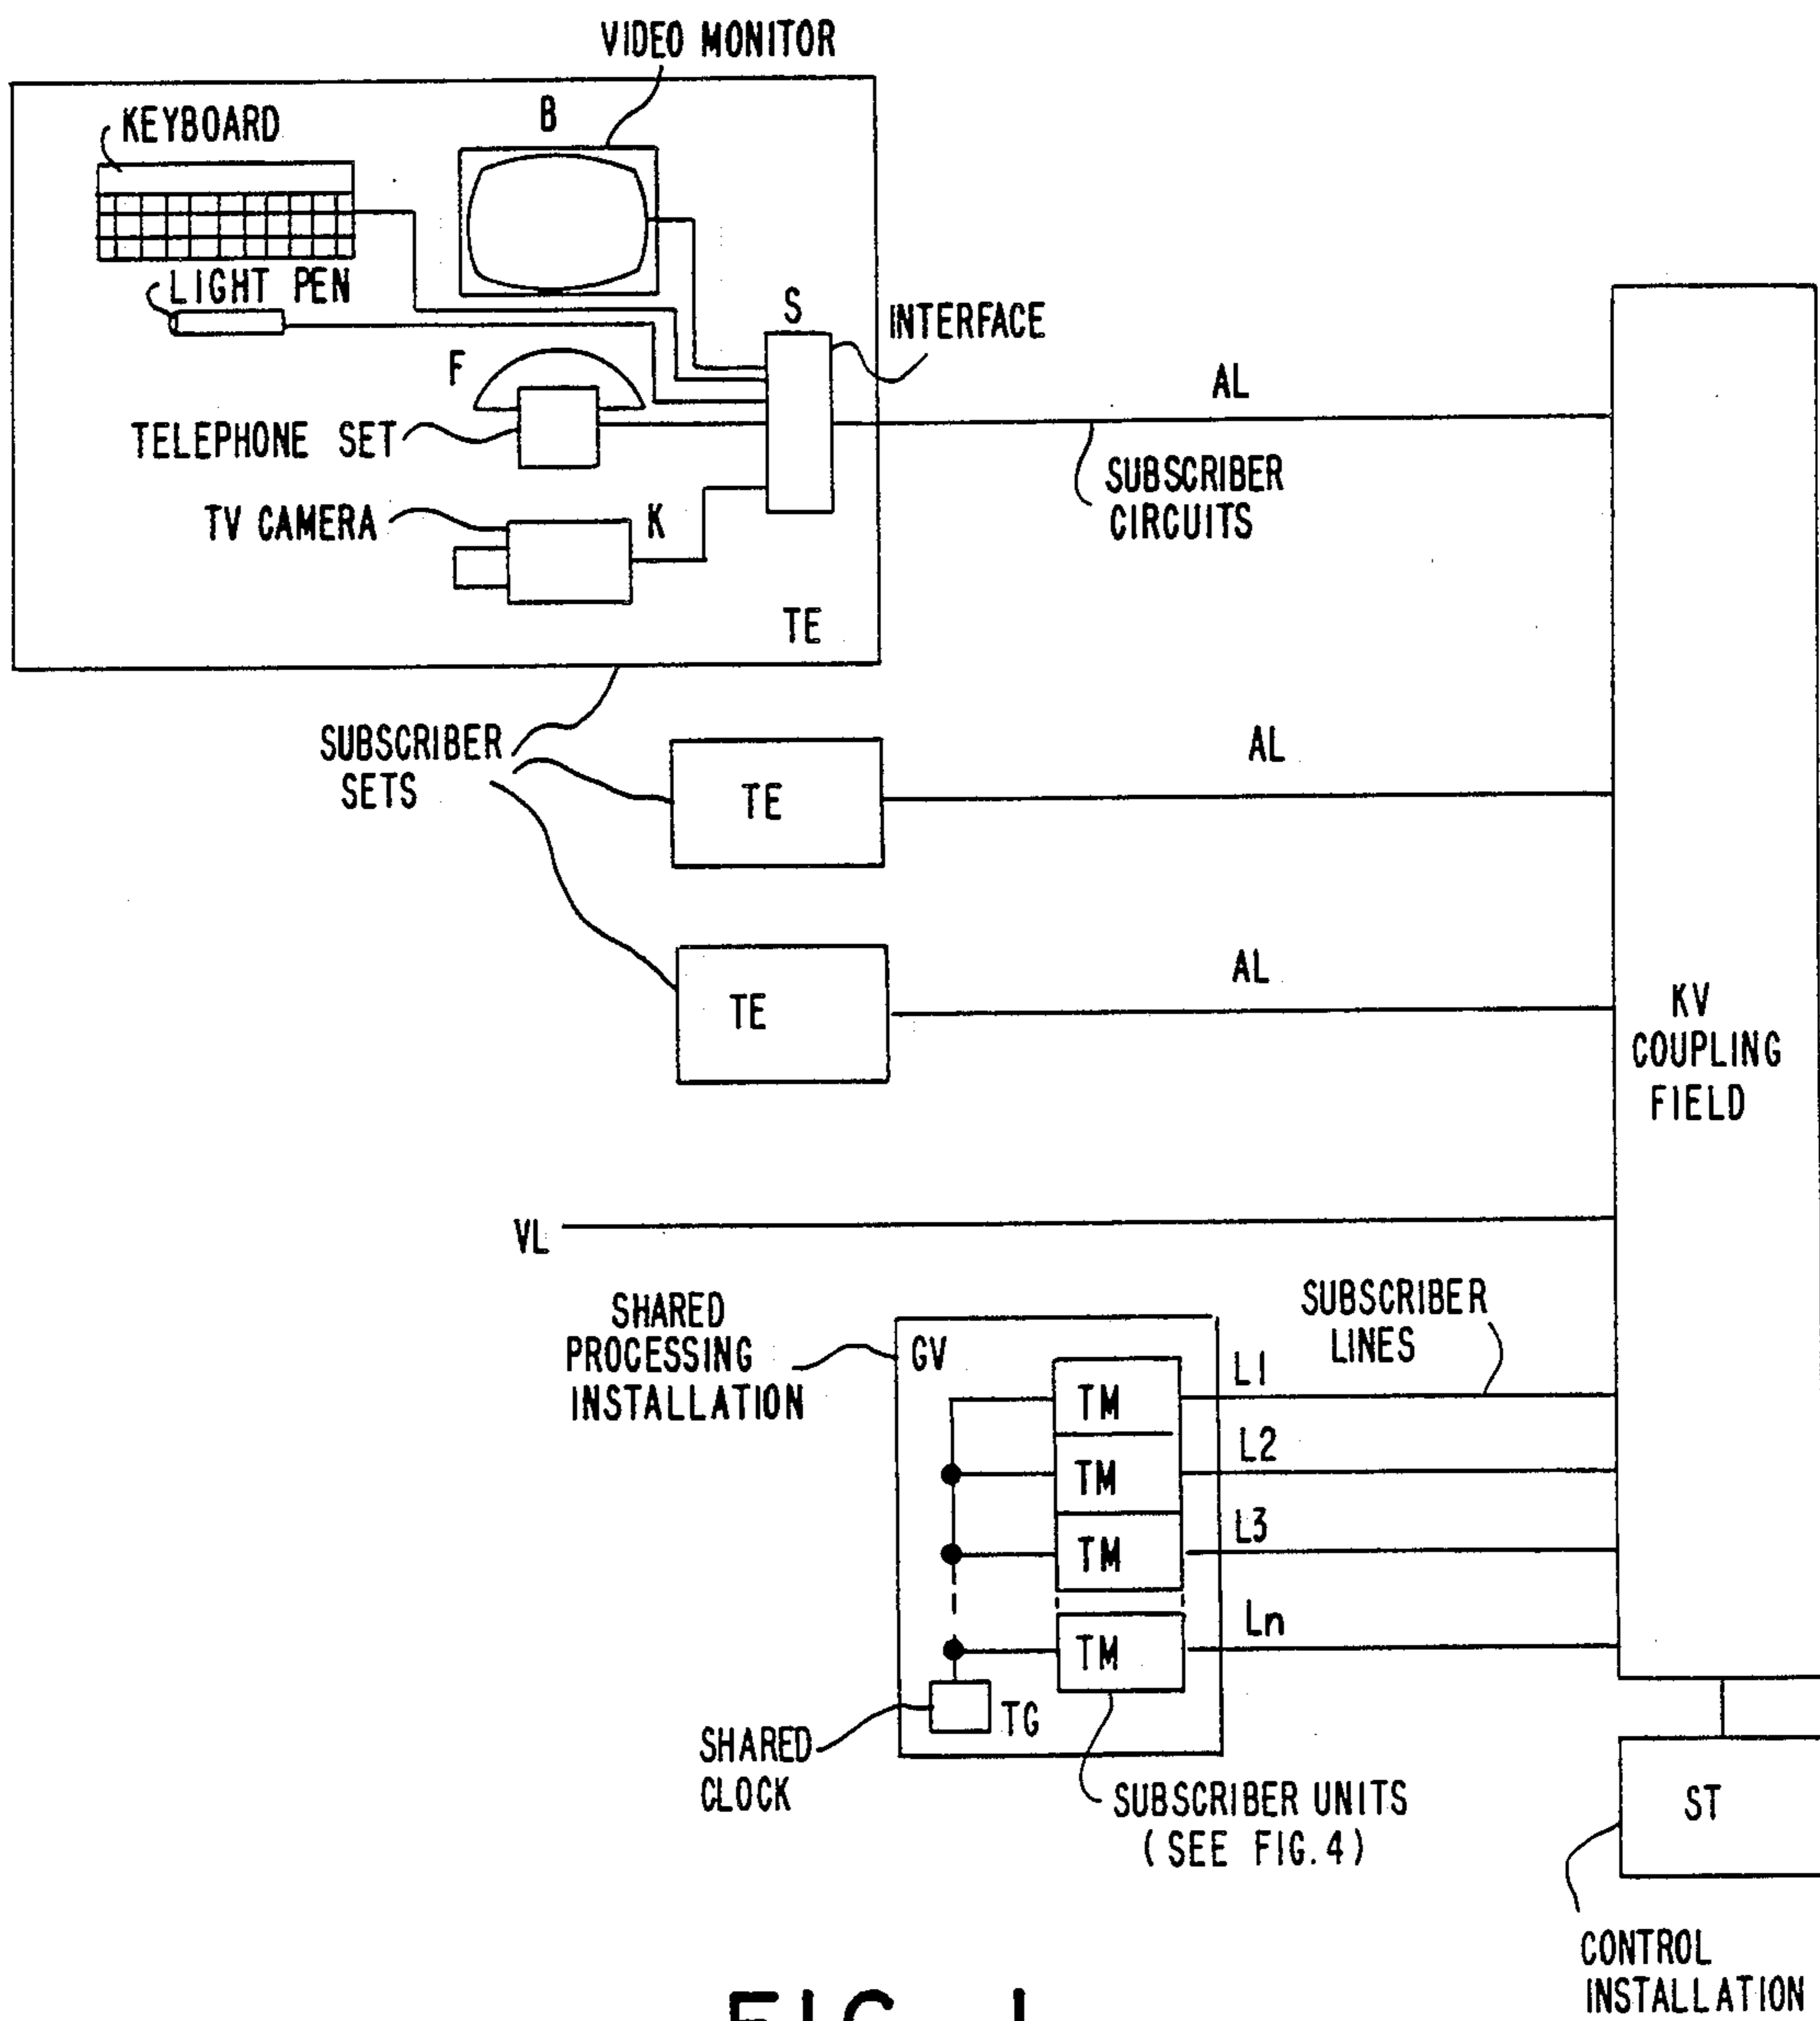 VIDEO MONITOR
KEYBOARD
B
LIGHT PEN
S
INTERFACE
F
AL
TELEPHONE SET
SUBSCRIBER
CIRCUITS
TV CAMERA
K
TE
SUBSCRIBER
SETS
TE
AL
TE
AL
KV
COUPLING
FIELD
VL
SHARED
PROCESSING
INSTALLATION
GV
SUBSCRIBER
LINES
TM
L1
TM
L2
TM
L3
TM
Ln
TG
SHARED
CLOCK
SUBSCRIBER UNITS
(SEE FIG.4)
ST
CONTROL
INSTALLATION
FIG. 1